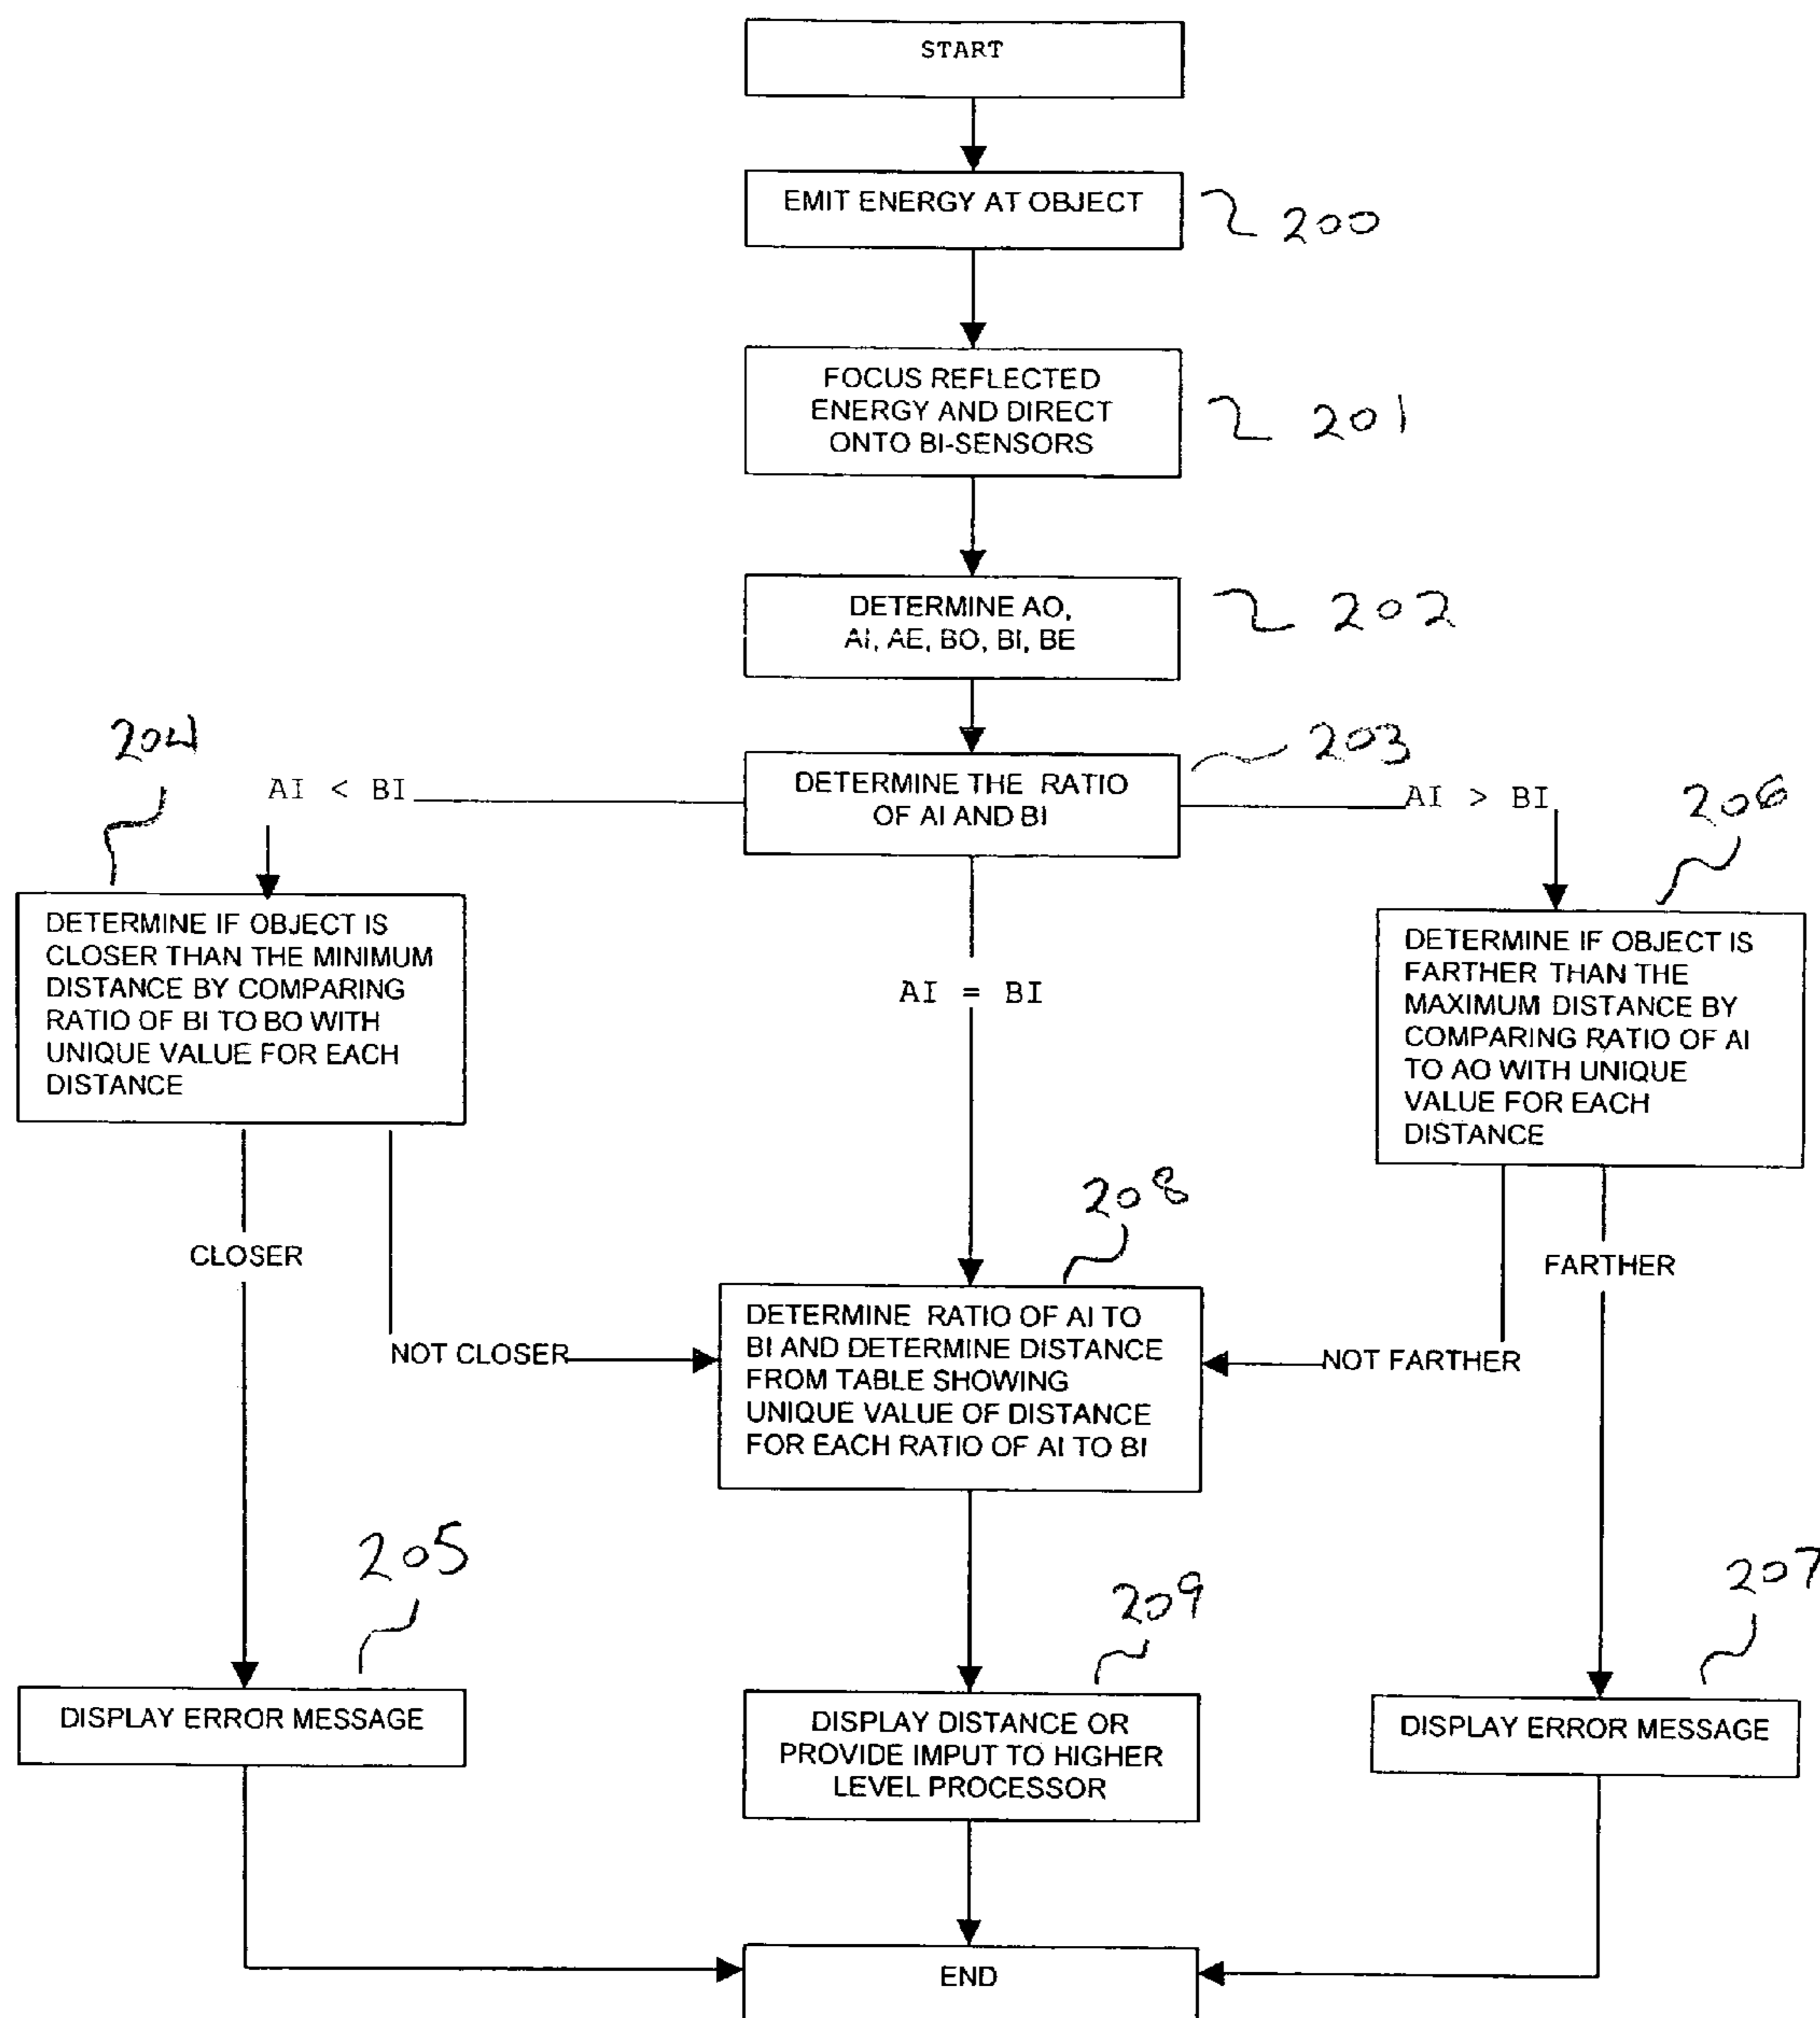 START
EMIT ENERGY AT OBJECT
200
FOCUS REFLECTED
ENERGY AND DIRECT
ONTO BI-SENSORS
201
DETERMINE AO,
AI, AE, BO, BI, BE
202
203
DETERMINE THE RATIO
OF AI AND BI
204
AI < BI
AI > BI
206
DETERMINE IF OBJECT IS
CLOSER THAN THE MINIMUM
DISTANCE BY COMPARING
RATIO OF BI TO BO WITH
UNIQUE VALUE FOR EACH
DISTANCE
AI = BI
DETERMINE IF OBJECT IS
FARTHER THAN THE
MAXIMUM DISTANCE BY
COMPARING RATIO OF AI
TO AO WITH UNIQUE
VALUE FOR EACH
DISTANCE
208
CLOSER
FARTHER
NOT CLOSER
DETERMINE RATIO OF AI TO
BI AND DETERMINE DISTANCE
FROM TABLE SHOWING
UNIQUE VALUE OF DISTANCE
FOR EACH RATIO OF AI TO BI
NOT FARTHER
205
209
207
DISPLAY ERROR MESSAGE
DISPLAY DISTANCE OR
PROVIDE IMPUT TO HIGHER
LEVEL PROCESSOR
DISPLAY ERROR MESSAGE
END